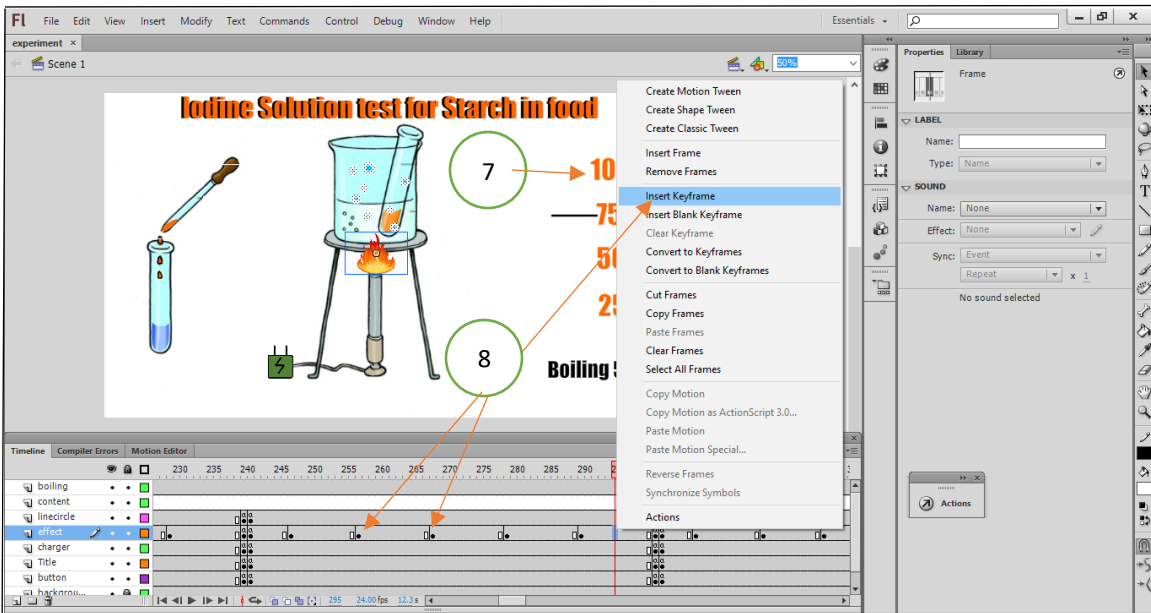 Fl File Edit View Insert Modify Text Commands Control Debug Window Help Essentials
experiment ×
Scene 1 50%
Iodine Solution test for Starch in food
7
10
75
50
25
8
Boiling
Create Motion Tween
Create Shape Tween
Create Classic Tween
Insert Frame
Remove Frames
Insert Keyframe
Insert Blank Keyframe
Clear Keyframe
Convert to Keyframes
Convert to Blank Keyframes
Cut Frames
Copy Frames
Paste Frames
Clear Frames
Select All Frames
Copy Motion
Copy Motion as ActionScript 3.0...
Paste Motion
Paste Motion Special...
Reverse Frames
Synchronize Symbols
Actions
Properties Library
Frame
LABEL
Name:
Type: Name
SOUND
Name: None
Effect: None
Sync: Event
Repeat x 1
No sound selected
Actions
Timeline Compiler Errors Motion Editor
230 235 240 245 250 255 260 265 270 275 280 285 290
boiling
content
linecircle
effect
charger
Title
button
backgrou...
295 24.00 fps 12.3 s